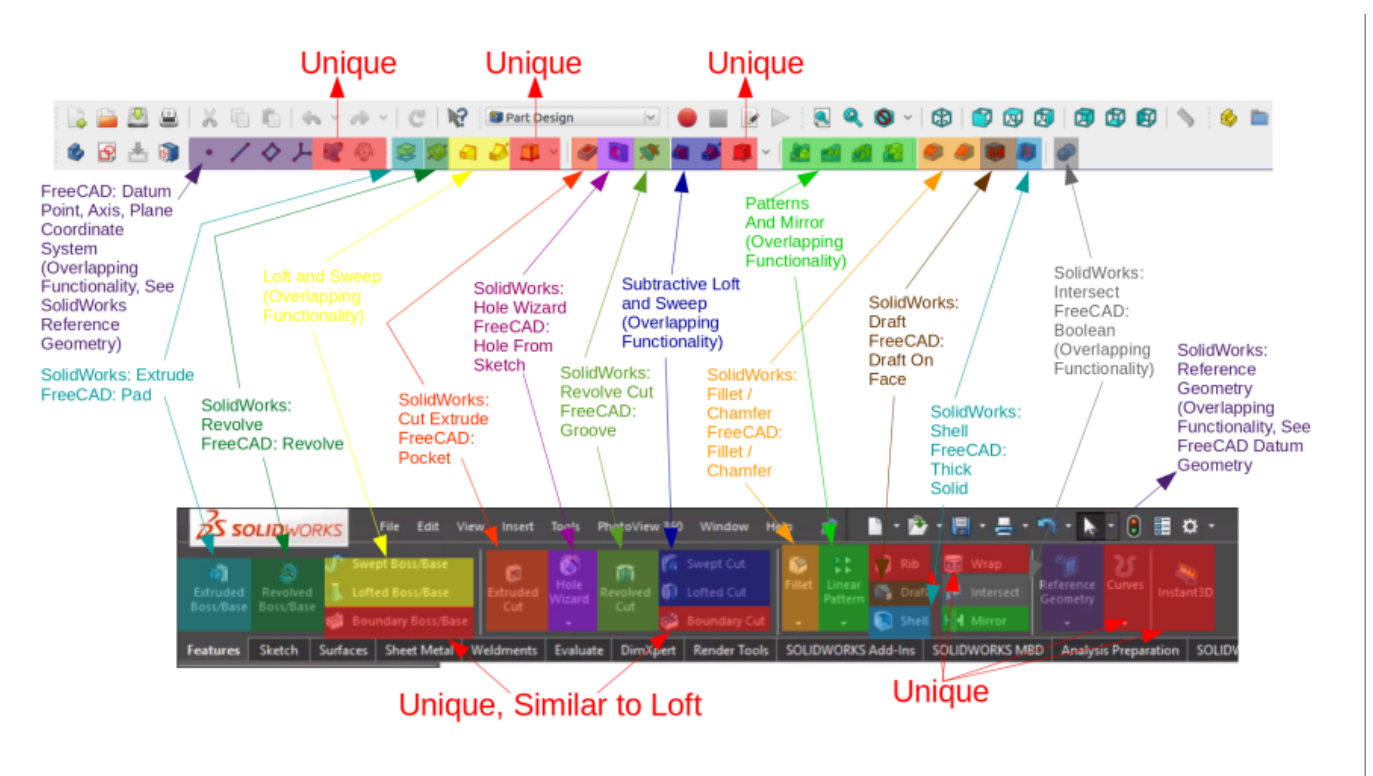 Unique
Unique
Unique
Part Design
FreeCAD: Datum
Point, Axis, Plane
Coordinate
System
(Overlapping
Functionality, See
SolidWorks
Reference
Geometry)
SolidWorks: Extrude
FreeCAD: Pad
SolidWorks:
Revolve
FreeCAD: Revolve
Loft and Sweep
(Overlapping
Functionality)
SolidWorks:
Cut Extrude
FreeCAD:
Pocket
SolidWorks:
Hole Wizard
FreeCAD:
Hole From
Sketch
SolidWorks:
Revolve Cut
FreeCAD:
Groove
Subtractive Loft
and Sweep
(Overlapping
Functionality)
Patterns
And Mirror
(Overlapping
Functionality)
SolidWorks:
Fillet /
Chamfer
FreeCAD:
Fillet /
Chamfer
SolidWorks:
Draft
FreeCAD:
Draft On
Face
SolidWorks:
Shell
FreeCAD:
Thick
Solid
SolidWorks:
Intersect
FreeCAD:
Boolean
(Overlapping
Functionality)
SolidWorks:
Reference
Geometry
(Overlapping
Functionality, See
FreeCAD Datum
Geometry
SOLIDWORKS File Edit View Insert Tools PhotoView 360 Window Help
Extruded
Boss/Base
Revolved
Boss/Base
Swept Boss/Base
Lofted Boss/Base
Boundary Boss/Base
Extruded
Cut
Hole
Wizard
Revolved
Cut
Swept Cut
Lofted Cut
Boundary Cut
Fillet
Linear
Pattern
Rib
Draft
Shell
Wrap
Intersect
Mirror
Reference
Geometry
Curves
Instant3D
Features Sketch Surfaces Sheet Metal Weldments Evaluate DimXpert Render Tools SOLIDWORKS Add-Ins SOLIDWORKS MBD Analysis Preparation SOLIDW
Unique, Similar to Loft
Unique